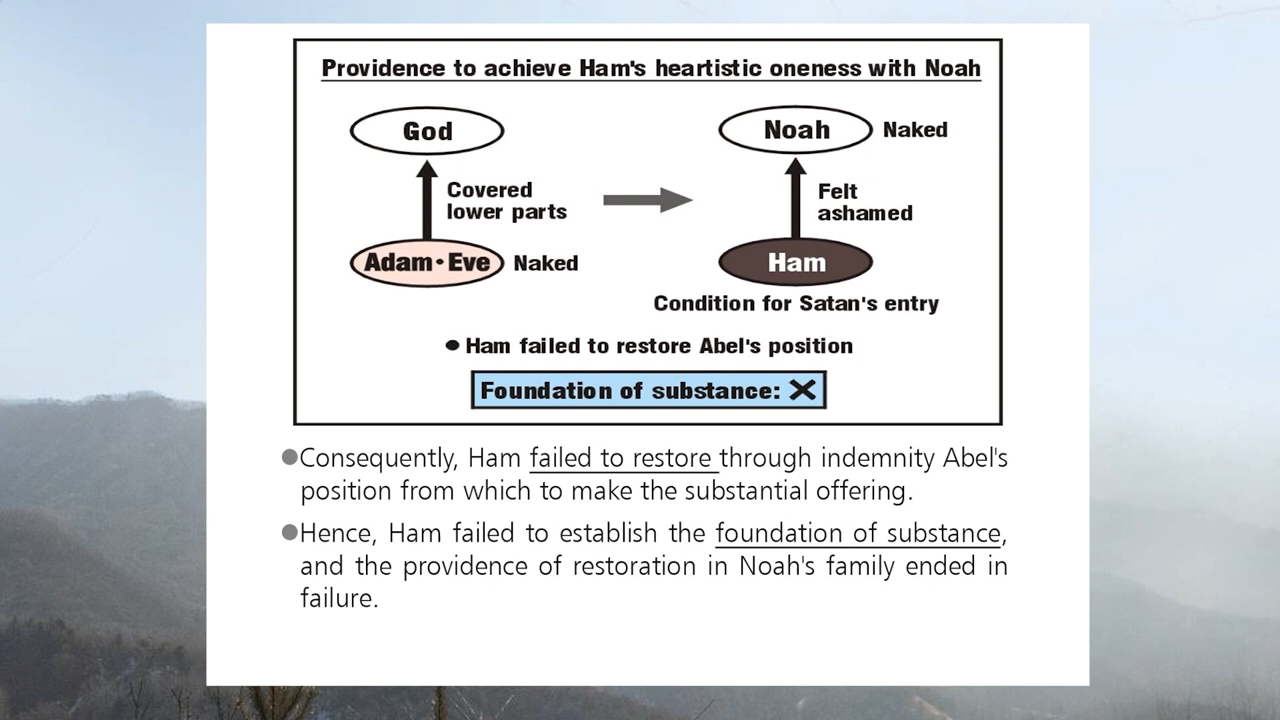 Providence to achieve Ham's heartistic oneness with Noah
God
Noah
Naked
Covered
lower parts
Felt
ashamed
Adam·Eve
Naked
Ham
Condition for Satan's entry
● Ham failed to restore Abel's position
Foundation of substance: ✕
●Consequently, Ham failed to restore through indemnity Abel's
position from which to make the substantial offering.
●Hence, Ham failed to establish the foundation of substance,
and the providence of restoration in Noah's family ended in
failure.